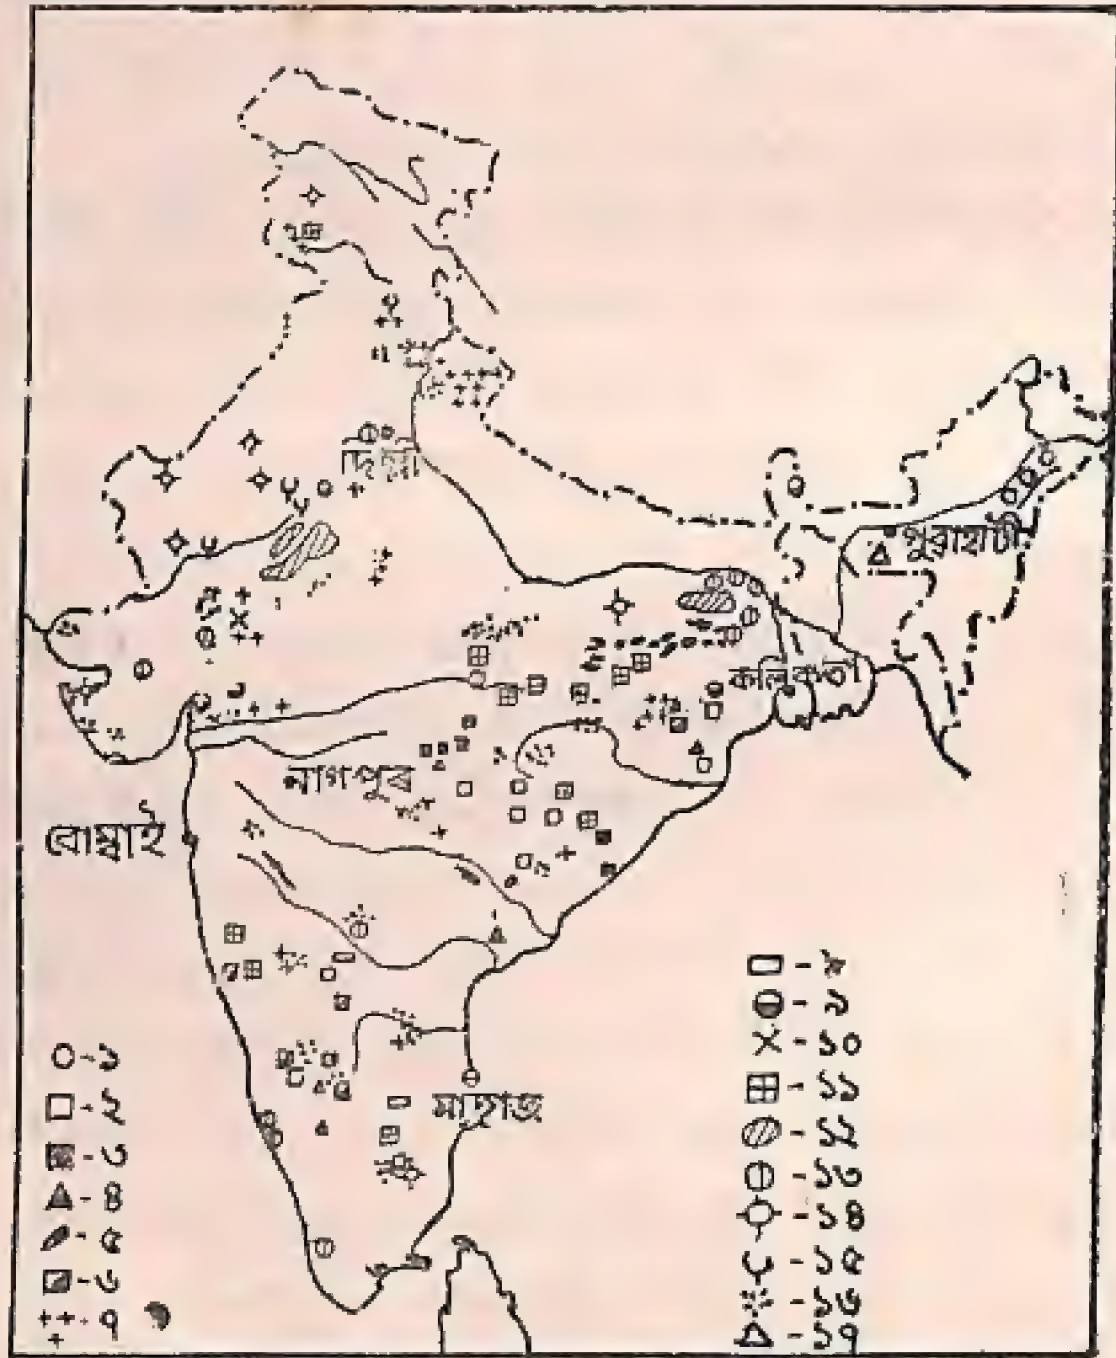 দিল্লী
গুৱাহাটী
কলিকতা
নাগপুৰ
বোম্বাই
মাদ্ৰাজ
- ১
- ২
- ৩
- ৪
- ৫
- ৬
- ৭
- ৮
- ৯
- ১০
- ১১
- ১২
- ১৩
- ১৪
- ১৫
- ১৬
- ১৭